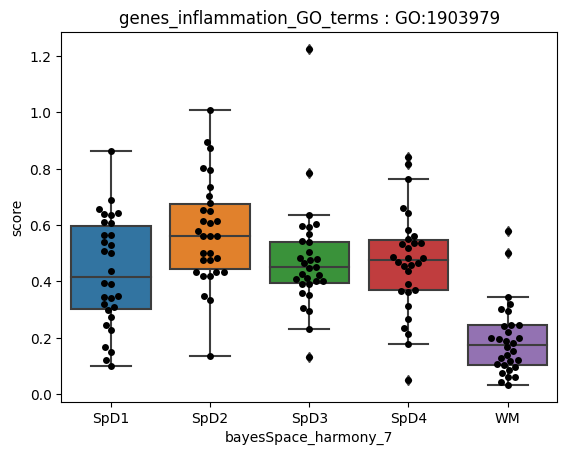 genes_inflammation_GO_terms : GO:1903979
score
1.2
1.0
0.8
0.6
0.4
0.2
0.0
SpD1 SpD2 SpD3 SpD4 WM
bayesSpace_harmony_7